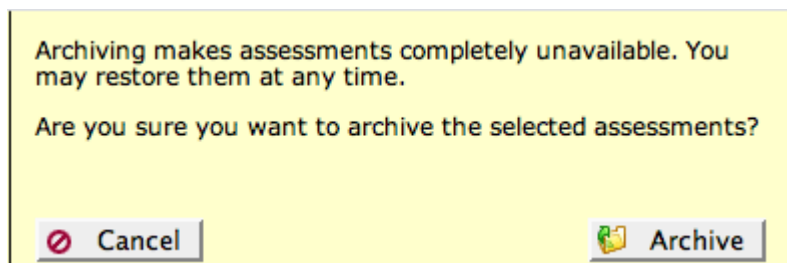 Archiving makes assessments completely unavailable. You
may restore them at any time.
Are you sure you want to archive the selected assessments?
Cancel
Archive